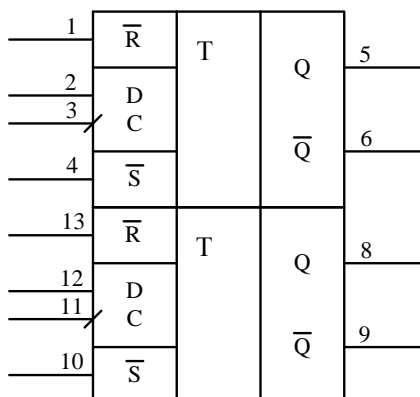 1 R̅ T
Q 5
2 D
3 C
Q̅ 6
4 S̅
13 R̅ T
Q 8
12 D
11 C
Q̅ 9
10 S̅